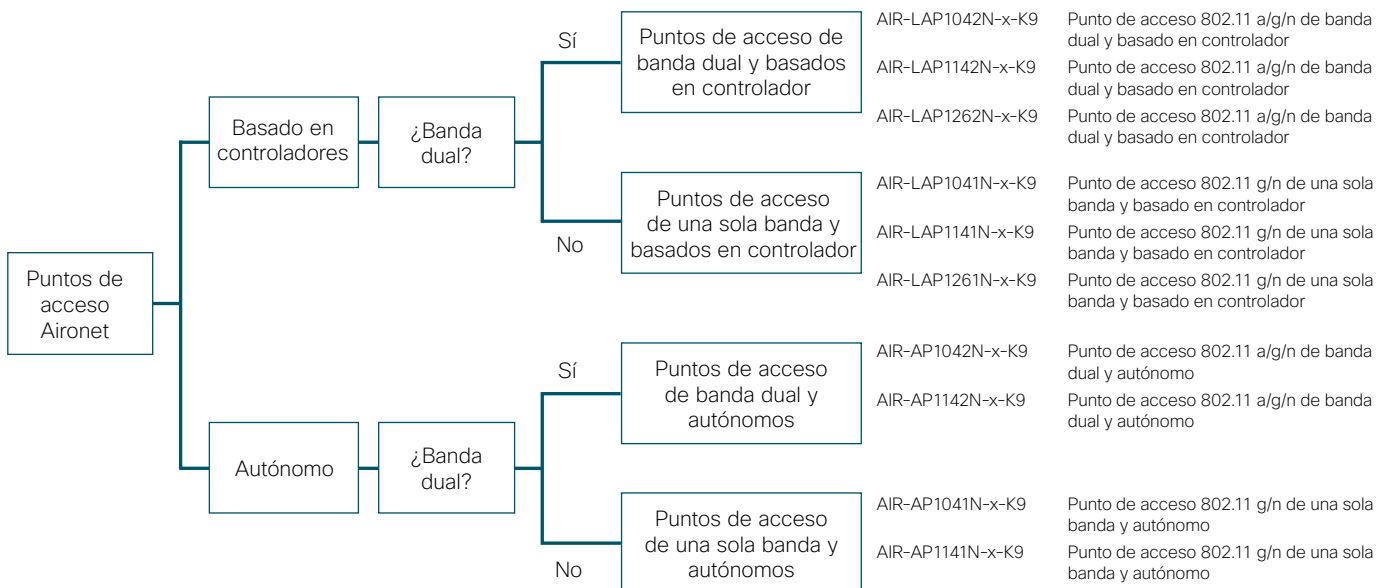 Puntos de
acceso
Aironet
Basado en
controladores
¿Banda
dual?
Sí
Puntos de acceso de
banda dual y basados
en controlador
AIR-LAP1042N-x-K9 Punto de acceso 802.11 a/g/n de banda
dual y basado en controlador
AIR-LAP1142N-x-K9 Punto de acceso 802.11 a/g/n de banda
dual y basado en controlador
AIR-LAP1262N-x-K9 Punto de acceso 802.11 a/g/n de banda
dual y basado en controlador
No
Puntos de acceso
de una sola banda y
basados en controlador
AIR-LAP1041N-x-K9 Punto de acceso 802.11 g/n de una sola
banda y basado en controlador
AIR-LAP1141N-x-K9 Punto de acceso 802.11 g/n de una sola
banda y basado en controlador
AIR-LAP1261N-x-K9 Punto de acceso 802.11 g/n de una sola
banda y basado en controlador
Autónomo
¿Banda
dual?
Sí
Puntos de acceso
de banda dual y
autónomos
AIR-AP1042N-x-K9 Punto de acceso 802.11 a/g/n de banda
dual y autónomo
AIR-AP1142N-x-K9 Punto de acceso 802.11 a/g/n de banda
dual y autónomo
No
Puntos de acceso
de una sola banda y
autónomos
AIR-AP1041N-x-K9 Punto de acceso 802.11 g/n de una sola
banda y autónomo
AIR-AP1141N-x-K9 Punto de acceso 802.11 g/n de una sola
banda y autónomo